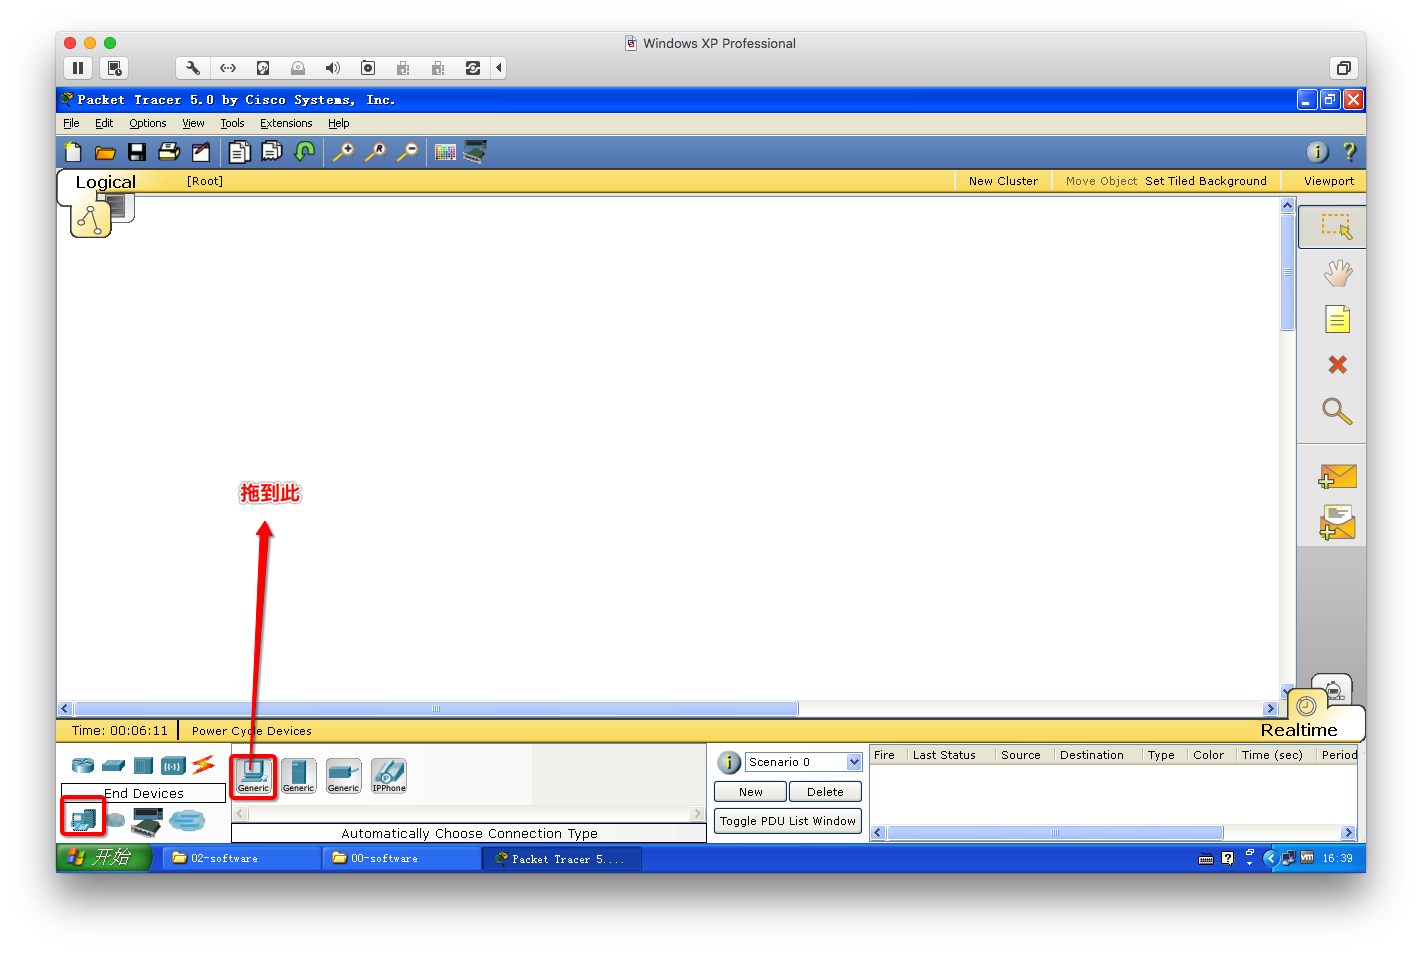 Windows XP Professional
Packet Tracer 5.0 by Cisco Systems, Inc.
File Edit Options View Tools Extensions Help
Logical [Root] New Cluster Move Object Set Tiled Background Viewport
拖到此
Time: 00:06:11 Power Cycle Devices
Realtime
Fire Last Status Source Destination Type Color Time (sec) Period
Scenario 0
Generic Generic Generic IPPhone
End Devices
New Delete
Toggle PDU List Window
Automatically Choose Connection Type
开始 02-software 00-software Packet Tracer 5.... 16:39